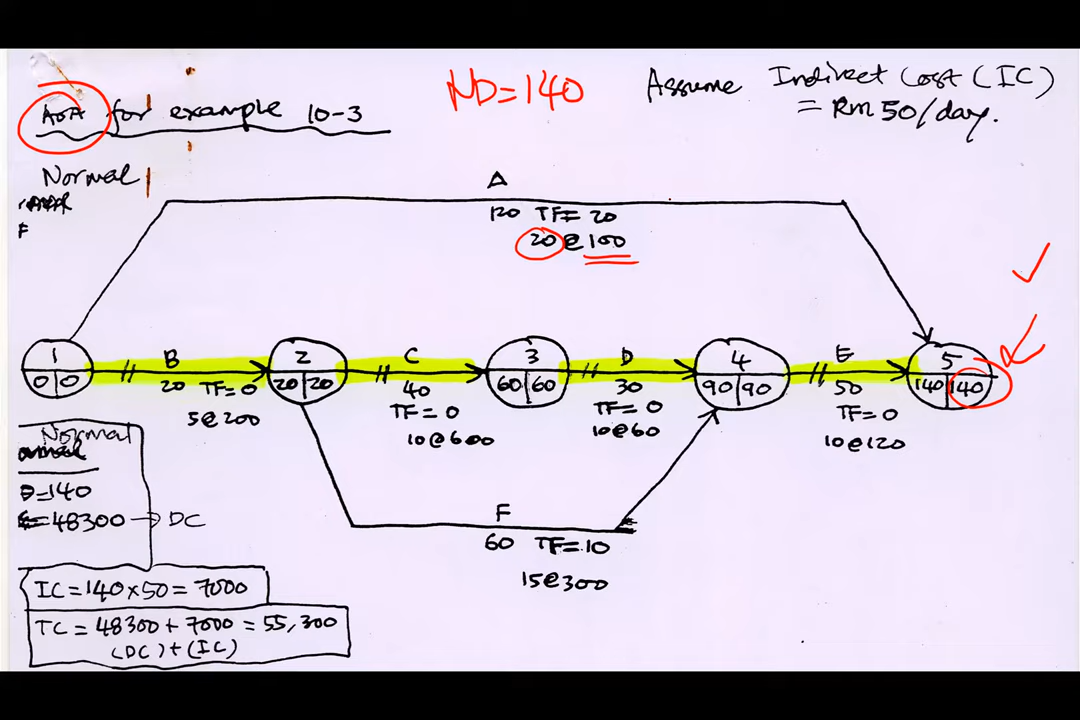 AOA for example 10-3
ND=140
Assume Indirect Cost (IC)
= RM 50/day.
Normal
F
A
120 TF= 20
20@100
1
0 0
B
20 TF=0
5@200
2
20 20
C
40
TF=0
10@600
3
60 60
D
30
TF=0
10@60
4
90 90
E
50
TF=0
10@120
5
140 140
F
60 TF=10
15@300
Normal
D=140
48300 → DC
IC=140x50=7000
TC = 48300+7000 = 55,300
(DC)+(IC)